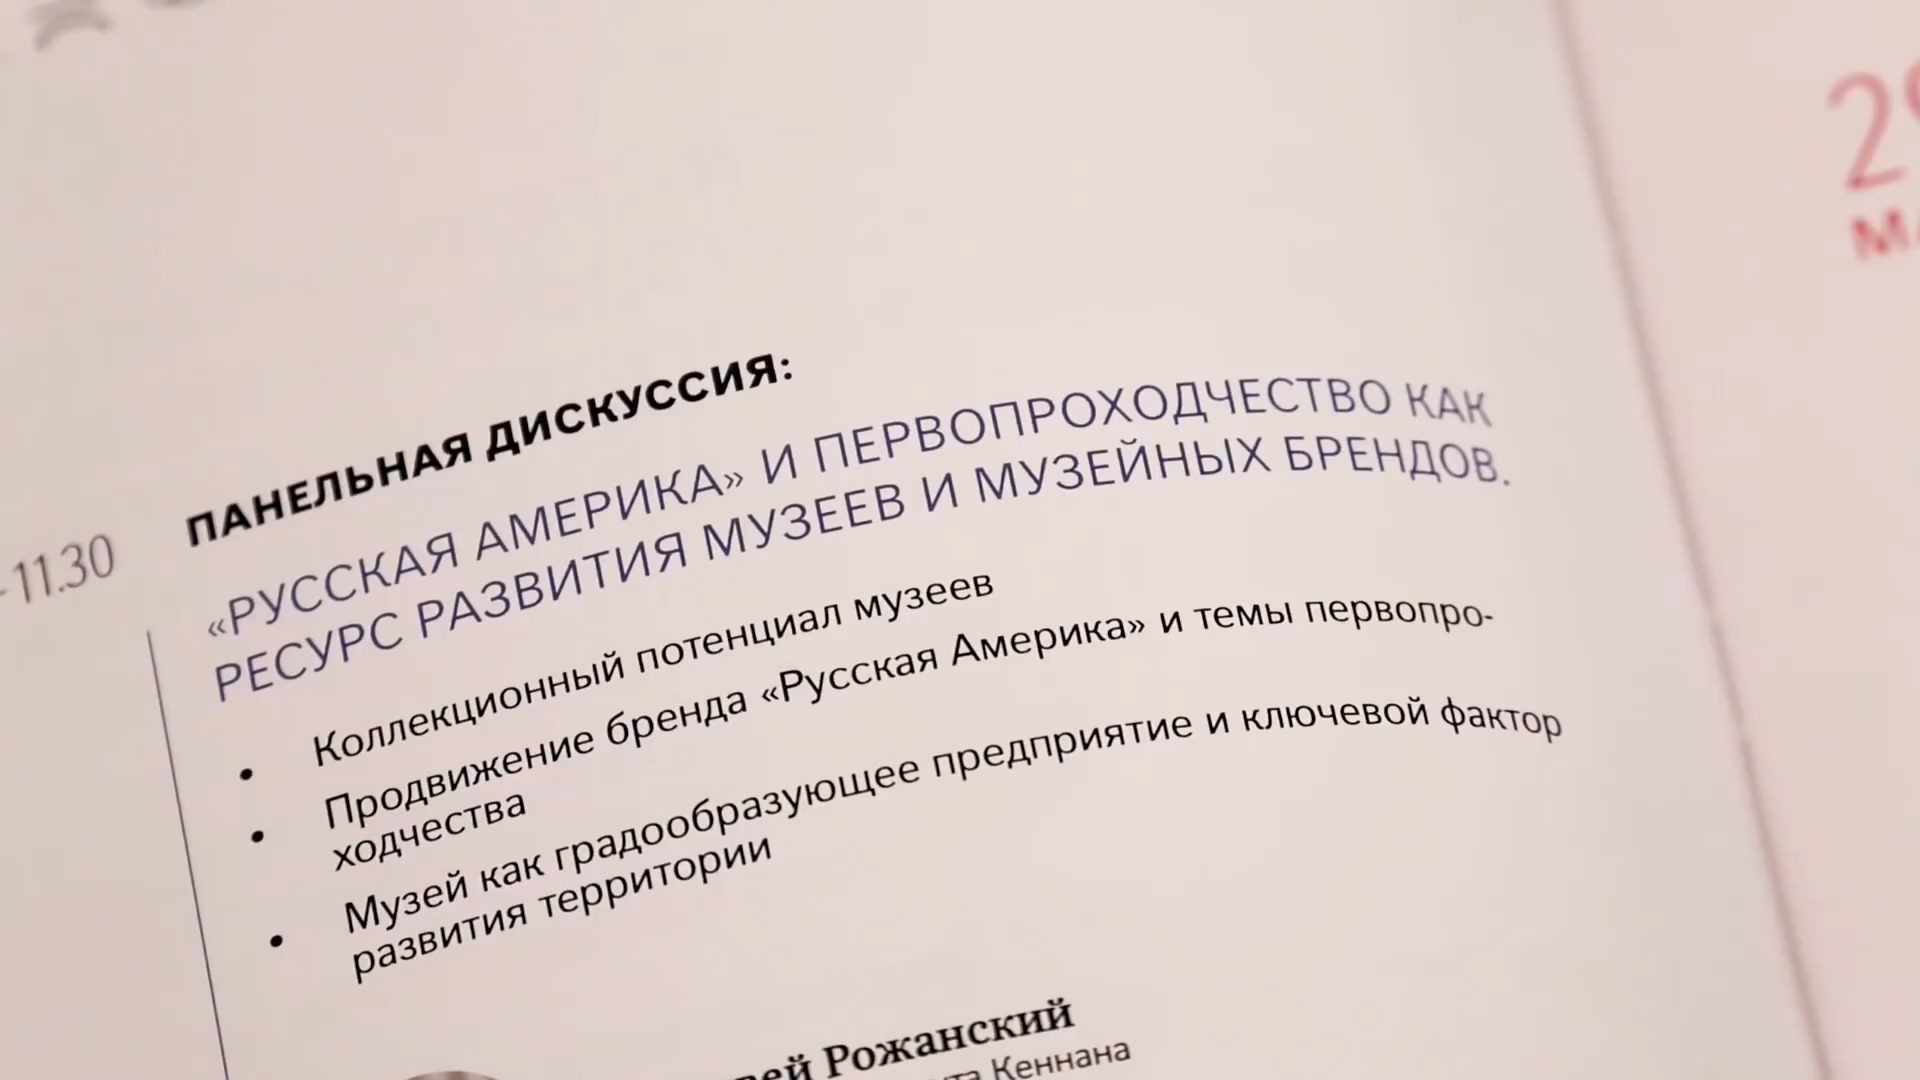 -11.30
ПАНЕЛЬНАЯ ДИСКУССИЯ:
«РУССКАЯ АМЕРИКА» И ПЕРВОПРОХОДЧЕСТВО КАК
РЕСУРС РАЗВИТИЯ МУЗЕЕВ И МУЗЕЙНЫХ БРЕНДОВ.
• Коллекционный потенциал музеев
• Продвижение бренда «Русская Америка» и темы первопро-
ходчества
• Музей как градообразующее предприятие и ключевой фактор
развития территории
Рожанский
Кеннана